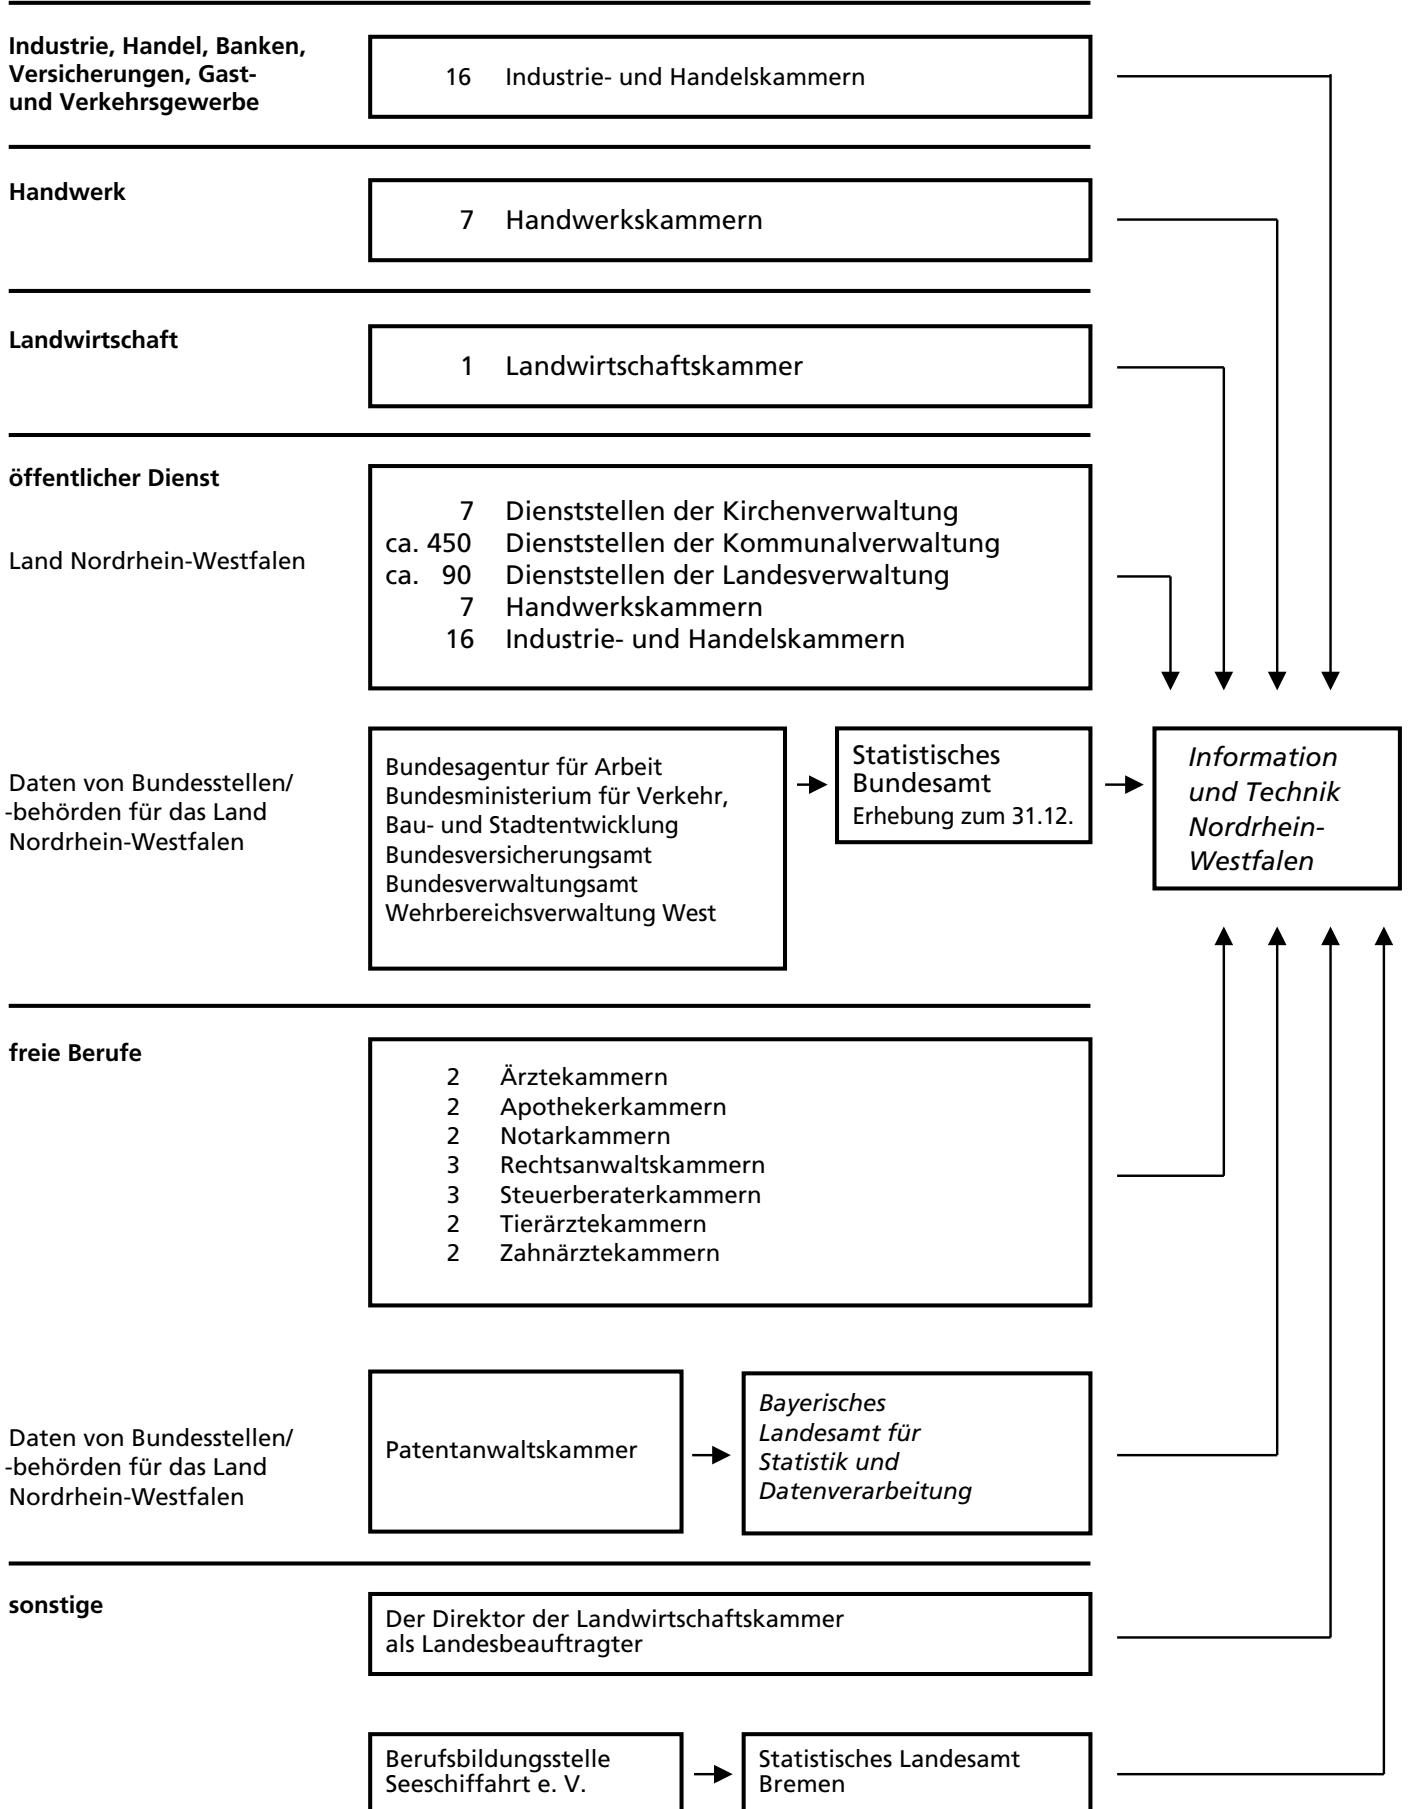 Industrie, Handel, Banken,
Versicherungen, Gast-
und Verkehrsgewerbe
16 Industrie- und Handelskammern
Handwerk
7 Handwerkskammern
Landwirtschaft
1 Landwirtschaftskammer
öffentlicher Dienst
Land Nordrhein-Westfalen
7 Dienststellen der Kirchenverwaltung
ca. 450 Dienststellen der Kommunalverwaltung
ca. 90 Dienststellen der Landesverwaltung
7 Handwerkskammern
16 Industrie- und Handelskammern
Daten von Bundesstellen/
-behörden für das Land
Nordrhein-Westfalen
Bundesagentur für Arbeit
Bundesministerium für Verkehr,
Bau- und Stadtentwicklung
Bundesversicherungsamt
Bundesverwaltungsamt
Wehrbereichsverwaltung West
Statistisches
Bundesamt
Erhebung zum 31.12.
Information
und Technik
Nordrhein-
Westfalen
freie Berufe
2 Ärztekammern
2 Apothekerkammern
2 Notarkammern
3 Rechtsanwaltskammern
3 Steuerberaterkammern
2 Tierärztekammern
2 Zahnärztekammern
Daten von Bundesstellen/
-behörden für das Land
Nordrhein-Westfalen
Patentanwaltskammer
Bayerisches
Landesamt für
Statistik und
Datenverarbeitung
sonstige
Der Direktor der Landwirtschaftskammer
als Landesbeauftragter
Berufsbildungsstelle
Seeschiffahrt e. V.
Statistisches Landesamt
Bremen